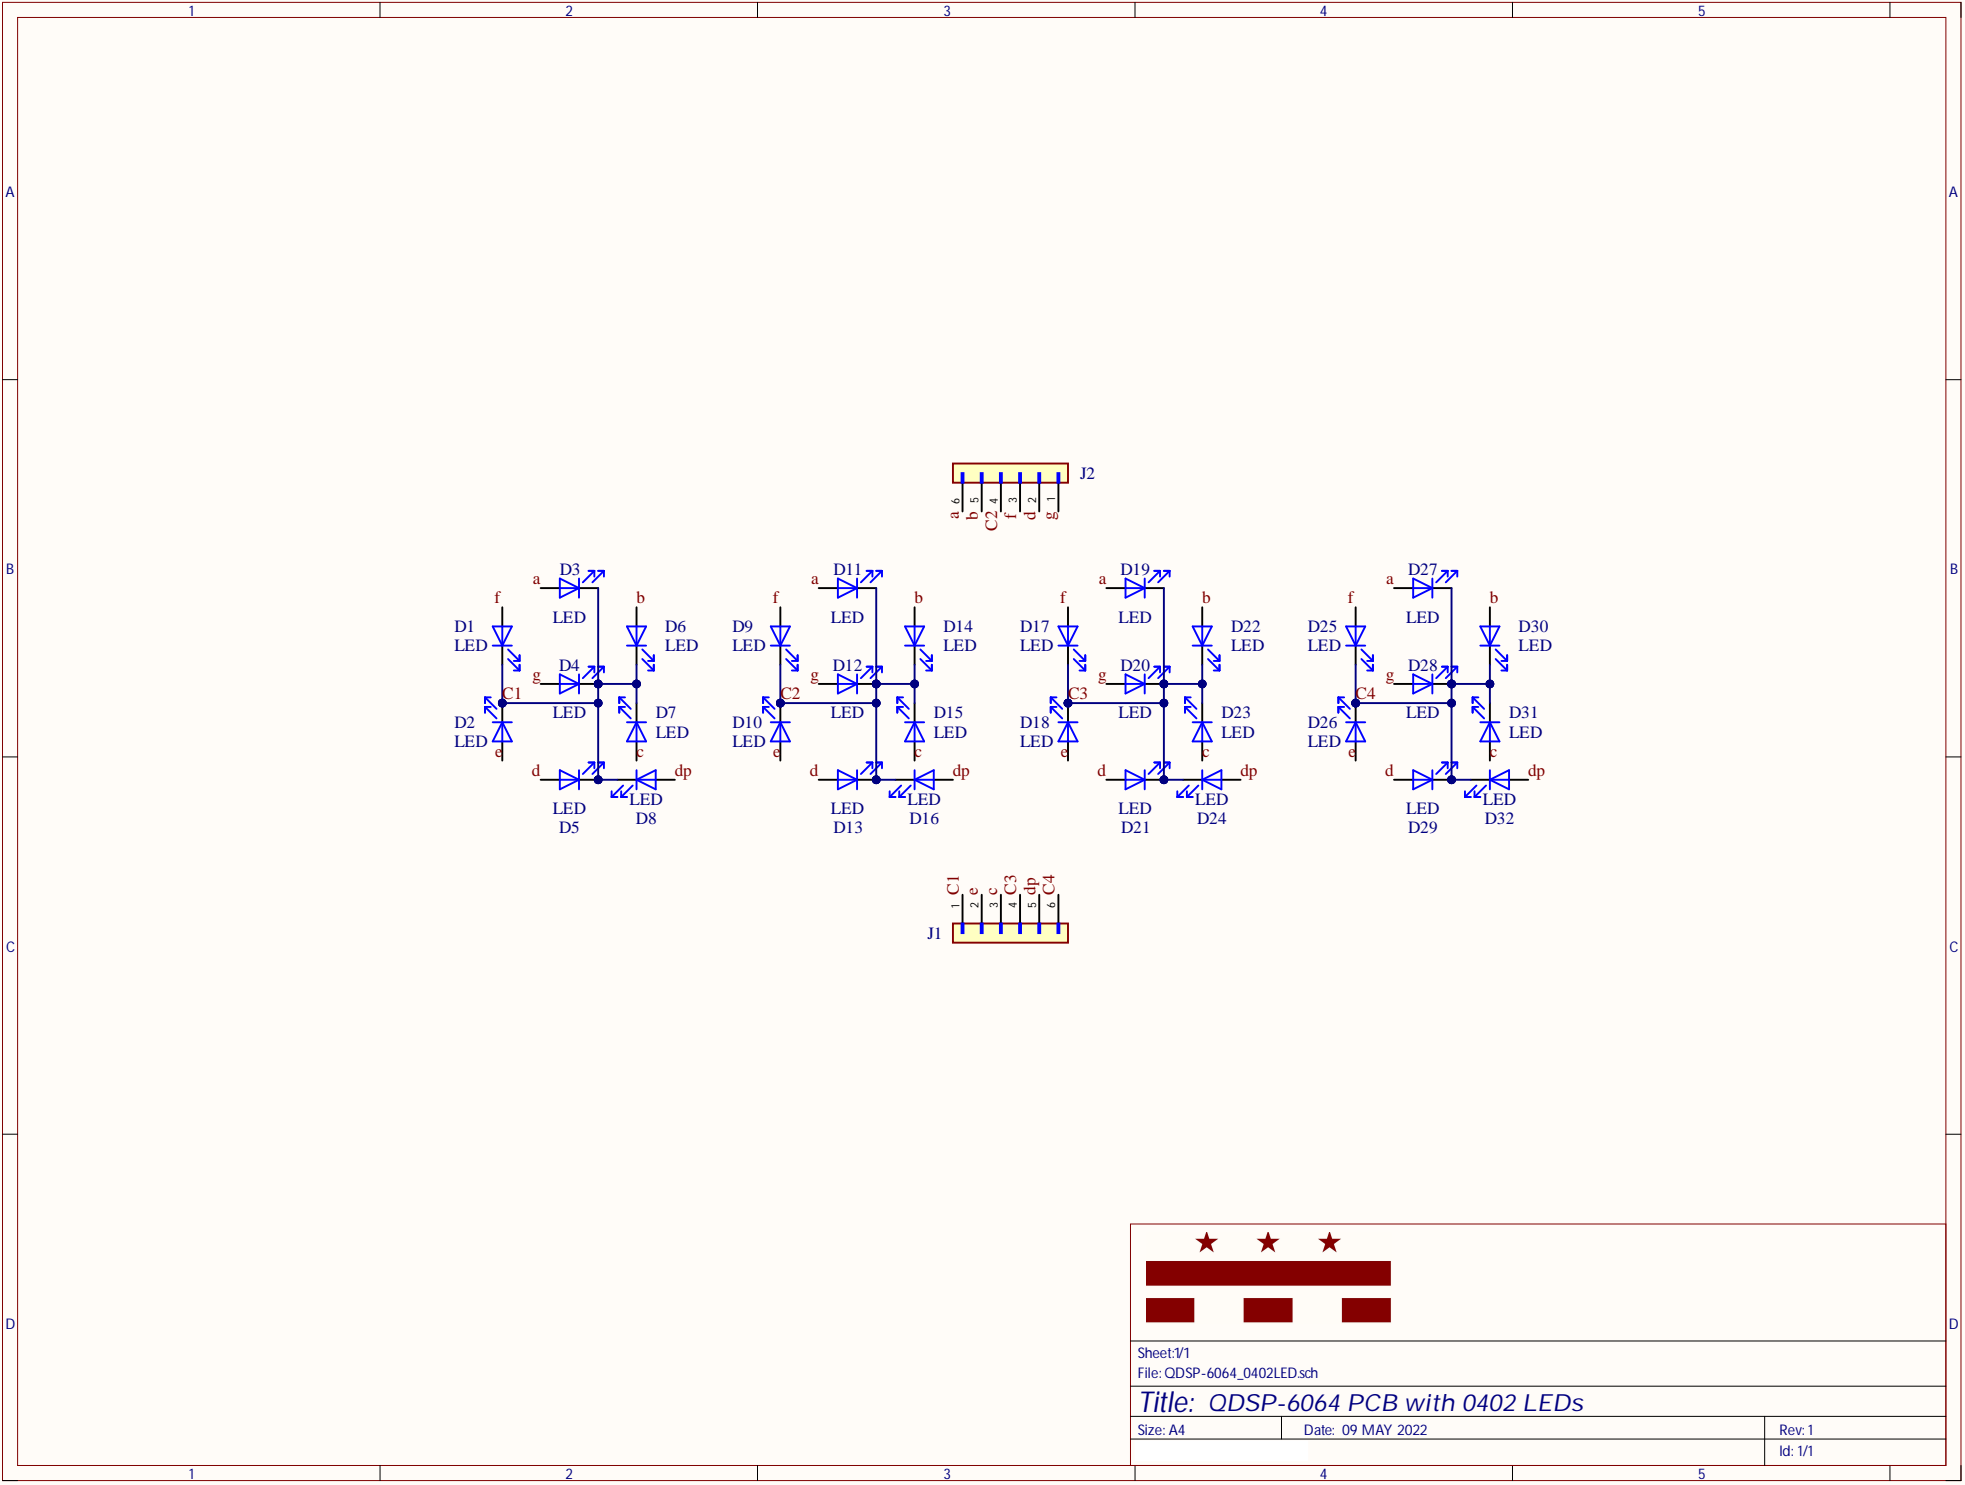 1 2 3 4 5
A A
J2
6 5 4 3 2 1
a b C2 f d g
B B
D3 D11 D19 D27
a a a a
f b f b f b f b
LED LED LED LED
D1 D6 D9 D14 D17 D22 D25 D30
LED LED LED LED LED LED LED LED
D4 D12 D20 D28
g g g g
C1 C2 C3 C4
LED LED LED LED
D2 D7 D10 D15 D18 D23 D26 D31
LED LED LED LED LED LED LED LED
e c e c e c e c
d dp d dp d dp d dp
LED LED LED LED LED LED LED LED
D5 D8 D13 D16 D21 D24 D29 D32
C1 e c C3 dp C4
1 2 3 4 5 6
J1
C C
D D
Sheet:1/1
File: QDSP-6064_0402LED.sch
Title: QDSP-6064 PCB with 0402 LEDs
Size: A4 Date: 09 MAY 2022 Rev: 1
Id: 1/1
1 2 3 4 5